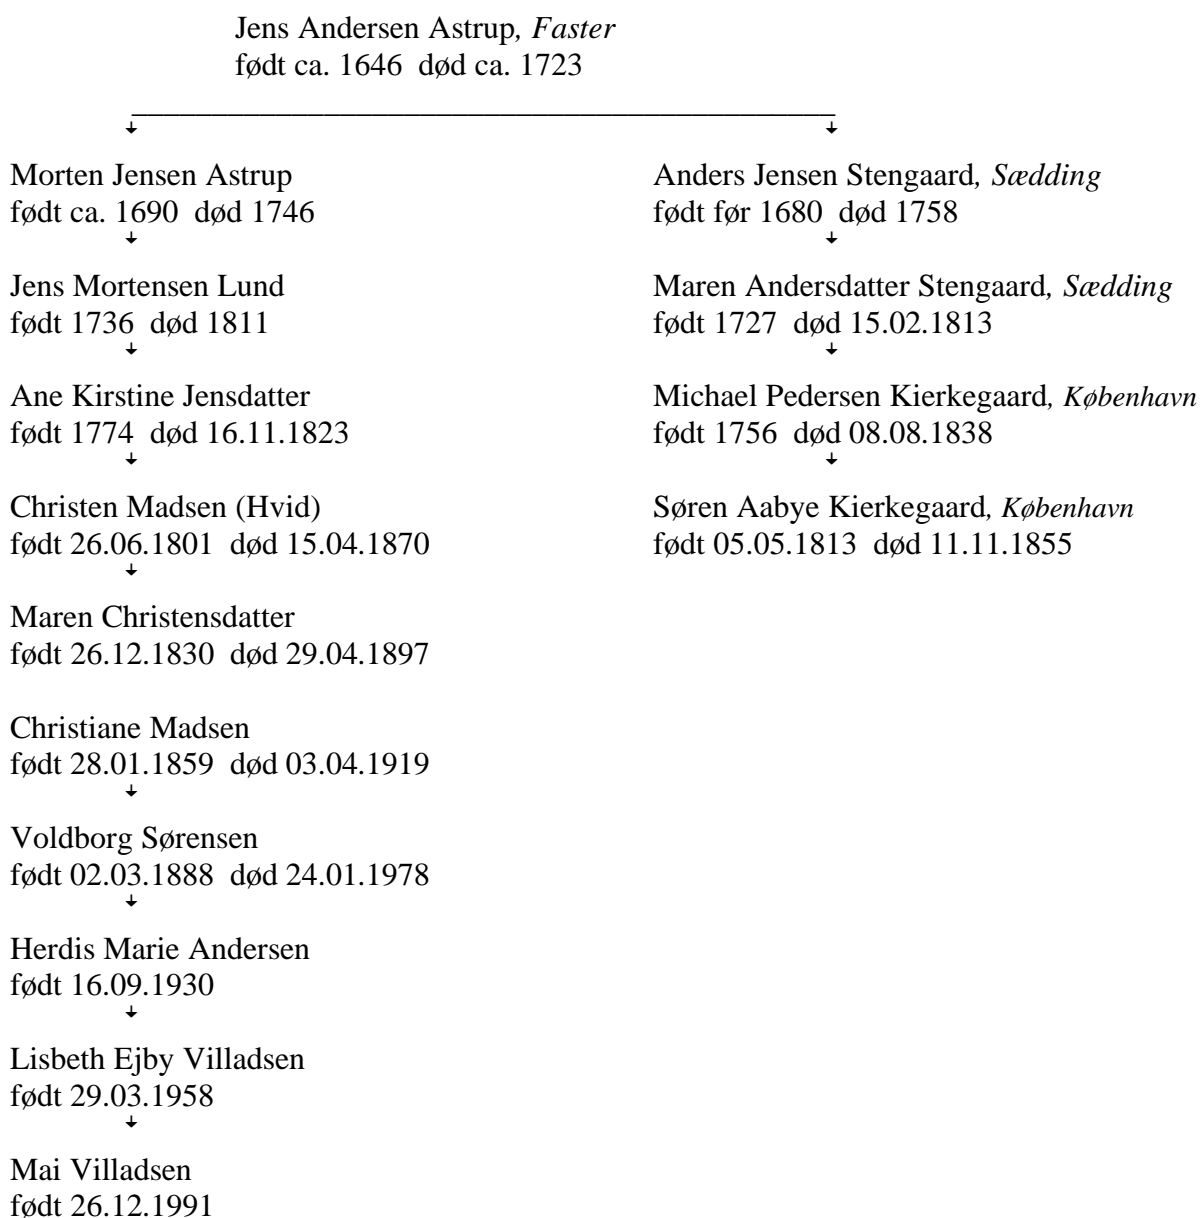 Jens Andersen Astrup, Faster
født ca. 1646 død ca. 1723
Morten Jensen Astrup
født ca. 1690 død 1746
Jens Mortensen Lund
født 1736 død 1811
Ane Kirstine Jensdatter
født 1774 død 16.11.1823
Christen Madsen (Hvid)
født 26.06.1801 død 15.04.1870
Maren Christensdatter
født 26.12.1830 død 29.04.1897
Christiane Madsen
født 28.01.1859 død 03.04.1919
Voldborg Sørensen
født 02.03.1888 død 24.01.1978
Herdis Marie Andersen
født 16.09.1930
Lisbeth Ejby Villadsen
født 29.03.1958
Mai Villadsen
født 26.12.1991
Anders Jensen Stengaard, Sædding
født før 1680 død 1758
Maren Andersdatter Stengaard, Sædding
født 1727 død 15.02.1813
Michael Pedersen Kierkegaard, København
født 1756 død 08.08.1838
Søren Aabye Kierkegaard, København
født 05.05.1813 død 11.11.1855